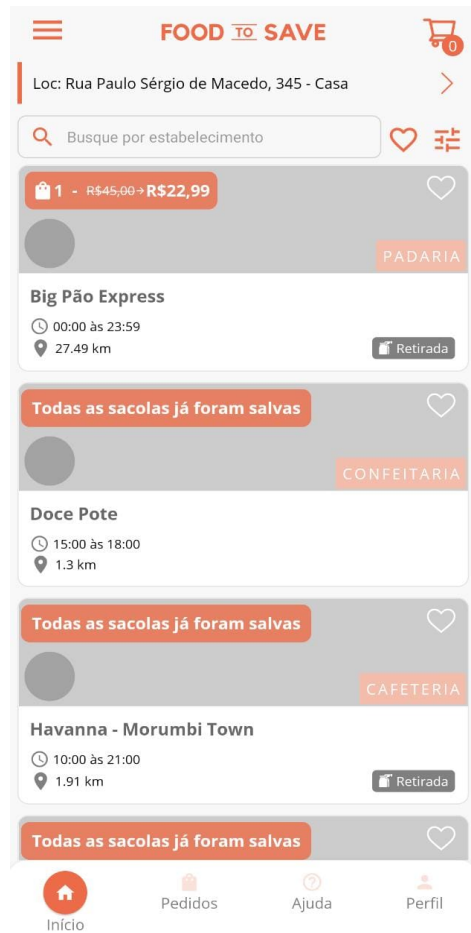 FOOD TO SAVE
0
Loc: Rua Paulo Sérgio de Macedo, 345 - Casa
Busque por estabelecimento
1 - R$45,00→R$22,99
PADARIA
Big Pão Express
00:00 às 23:59
27.49 km
Retirada
Todas as sacolas já foram salvas
CONFEITARIA
Doce Pote
15:00 às 18:00
1.3 km
Todas as sacolas já foram salvas
CAFETERIA
Havanna - Morumbi Town
10:00 às 21:00
1.91 km
Retirada
Todas as sacolas já foram salvas
Início
Pedidos
Ajuda
Perfil